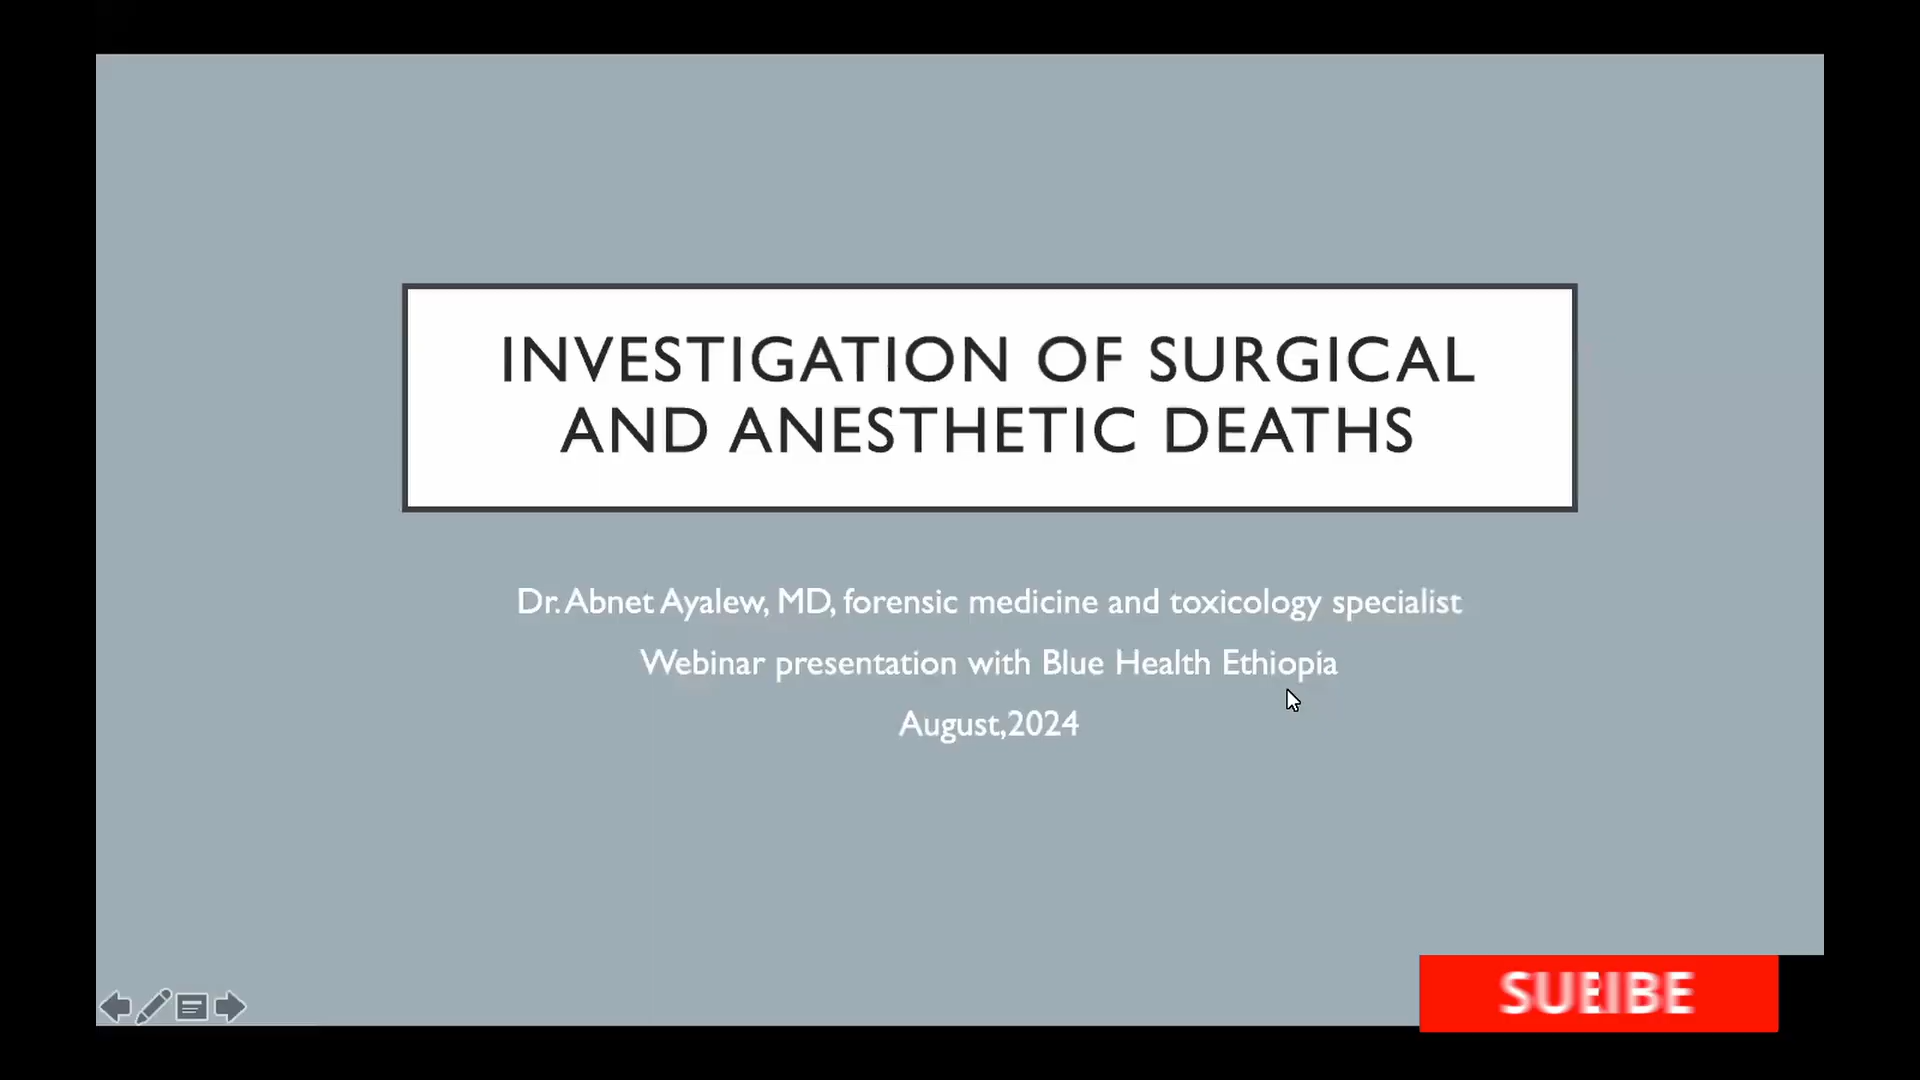 INVESTIGATION OF SURGICAL
AND ANESTHETIC DEATHS
Dr. Abnet Ayalew, MD, forensic medicine and toxicology specialist
Webinar presentation with Blue Health Ethiopia
August,2024